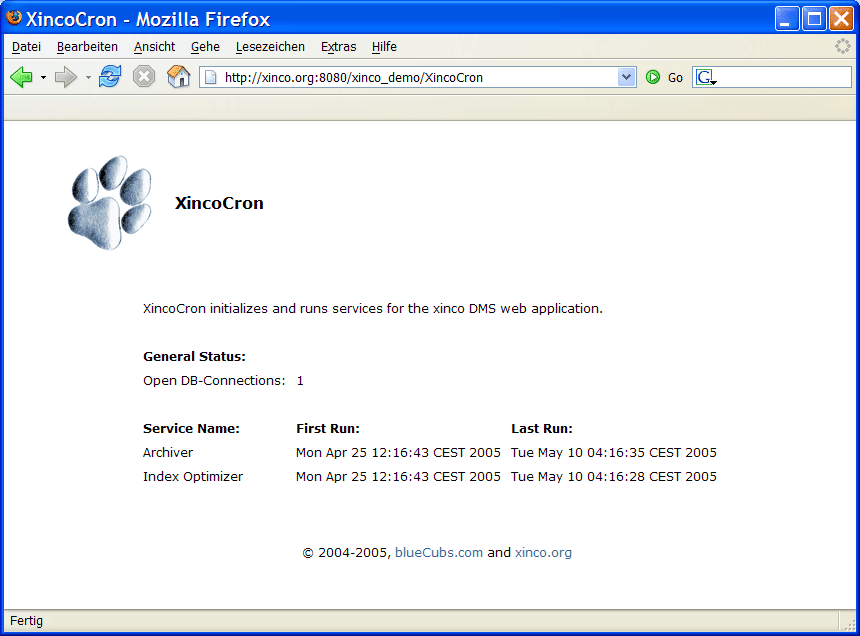 XincoCron - Mozilla Firefox
Datei Bearbeiten Ansicht Gehe Lesezeichen Extras Hilfe
http://xinco.org:8080/xinco_demo/XincoCron Go G
XincoCron
XincoCron initializes and runs services for the xinco DMS web application.
General Status:
Open DB-Connections: 1
Service Name: First Run: Last Run:
Archiver Mon Apr 25 12:16:43 CEST 2005 Tue May 10 04:16:35 CEST 2005
Index Optimizer Mon Apr 25 12:16:43 CEST 2005 Tue May 10 04:16:28 CEST 2005
© 2004-2005, blueCubs.com and xinco.org
Fertig